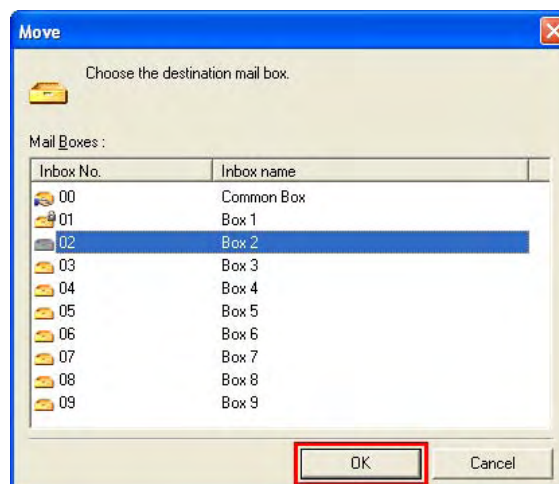 Move
Choose the destination mail box.
Mail Boxes :
Inbox No. Inbox name
00 Common Box
01 Box 1
02 Box 2
03 Box 3
04 Box 4
05 Box 5
06 Box 6
07 Box 7
08 Box 8
09 Box 9
OK Cancel